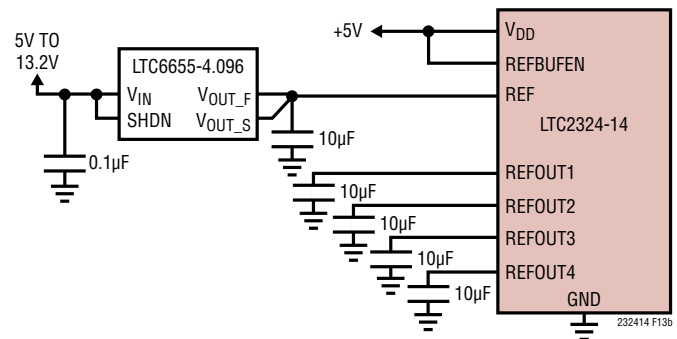 5V TO
13.2V
LTC6655-4.096
VIN
SHDN
VOUT_F
VOUT_S
0.1µF
10µF
+5V
VDD
REFBUFEN
REF
LTC2324-14
REFOUT1
10µF
REFOUT2
10µF
REFOUT3
10µF
REFOUT4
10µF
GND
232414 F13b